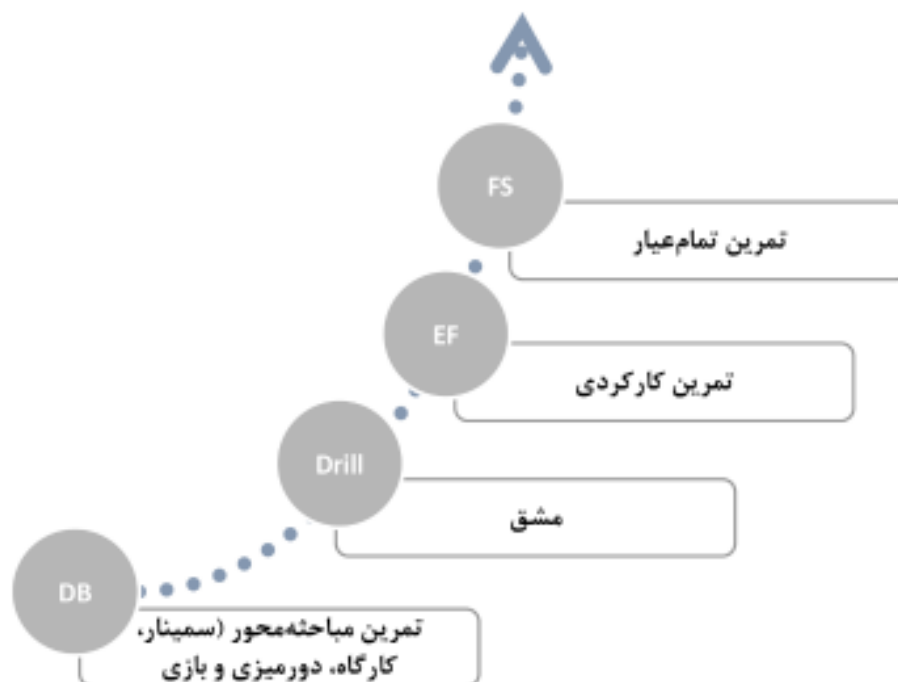 FS
تمرین تمام‌عیار
EF
تمرین کارکردی
Drill
مشق
DB
تمرین مباحثه‌محور (سمینار،
کارگاه، دورمیزی و بازی